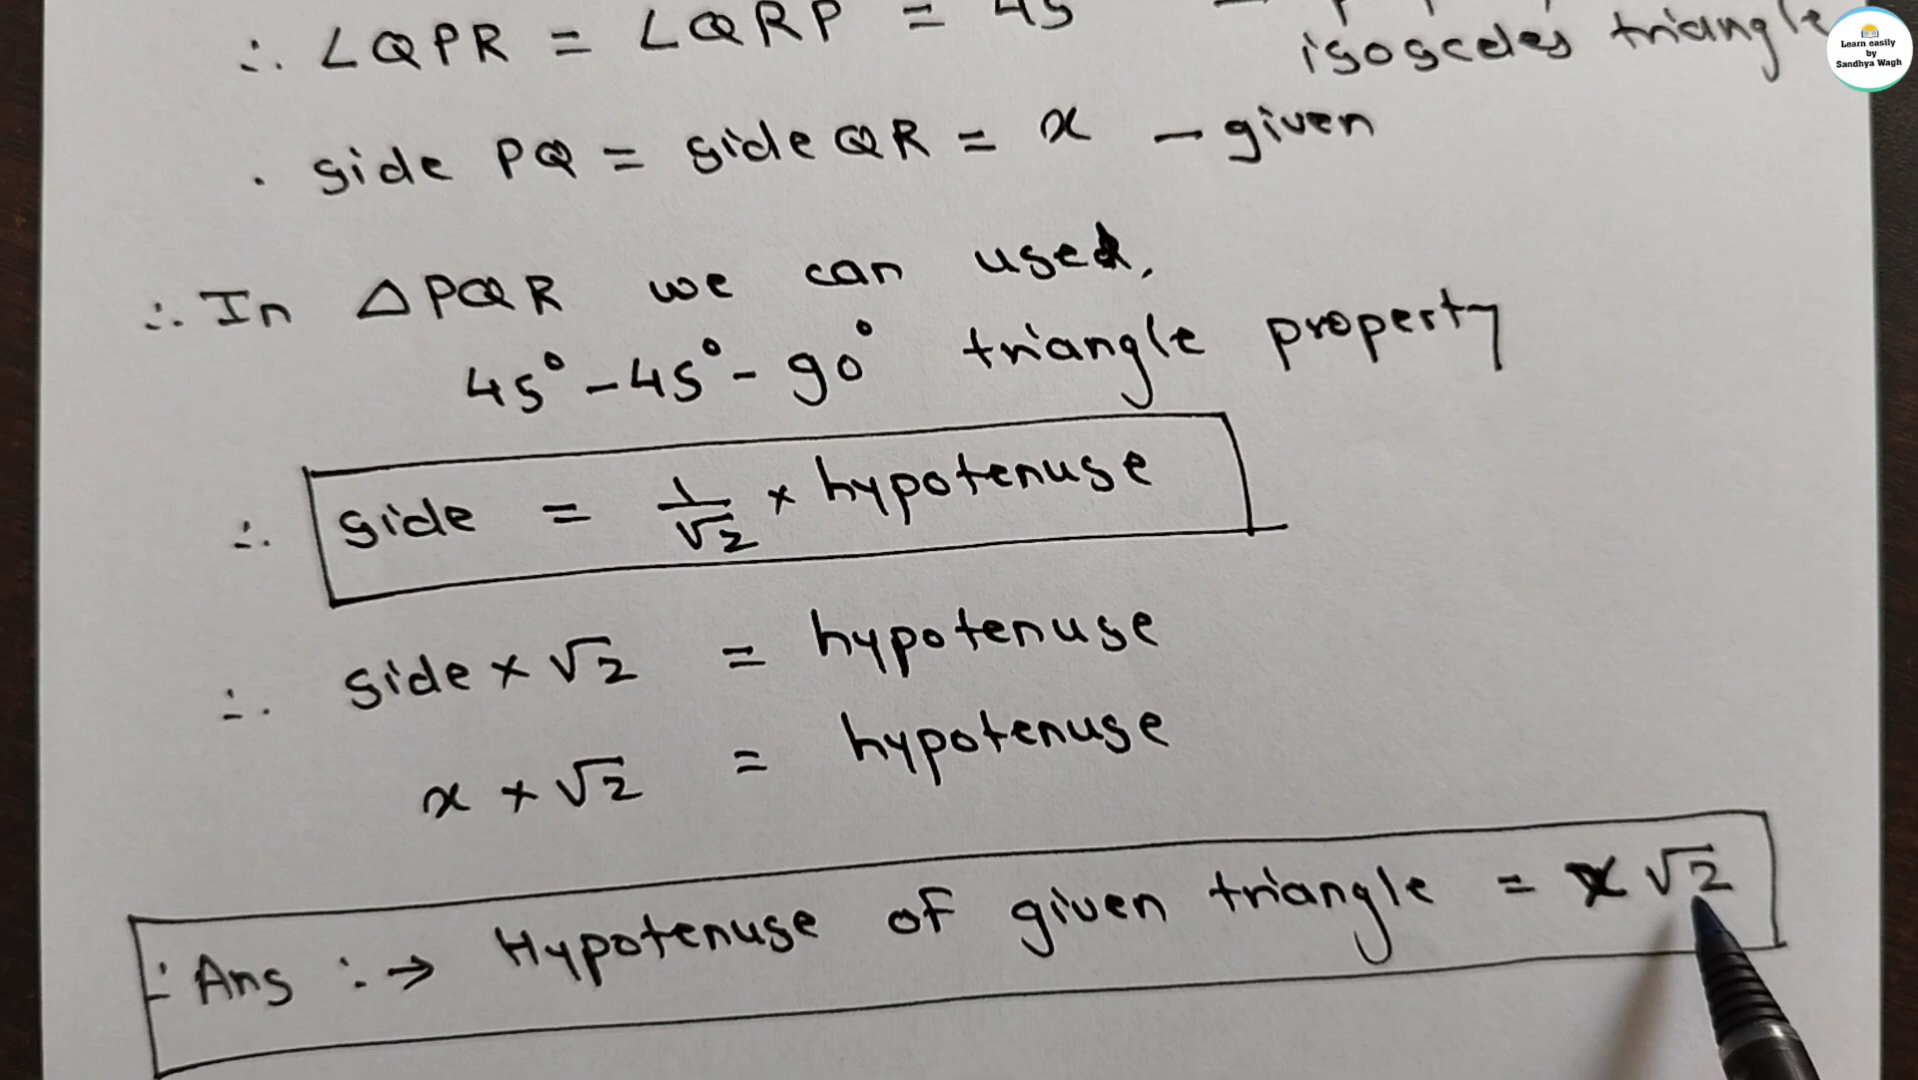 ∴ ∠QPR = ∠QRP = 45
isosceles triangle
. side PQ = side QR = x — given
∴ In △PQR we can used,
45° – 45° – 90° triangle property
∴ side = 1/√2 × hypotenuse
∴ side × √2 = hypotenuse
x × √2 = hypotenuse
∴ Ans :→ Hypotenuse of given triangle = x √2
Learn easily
by
Sandhya Wagh